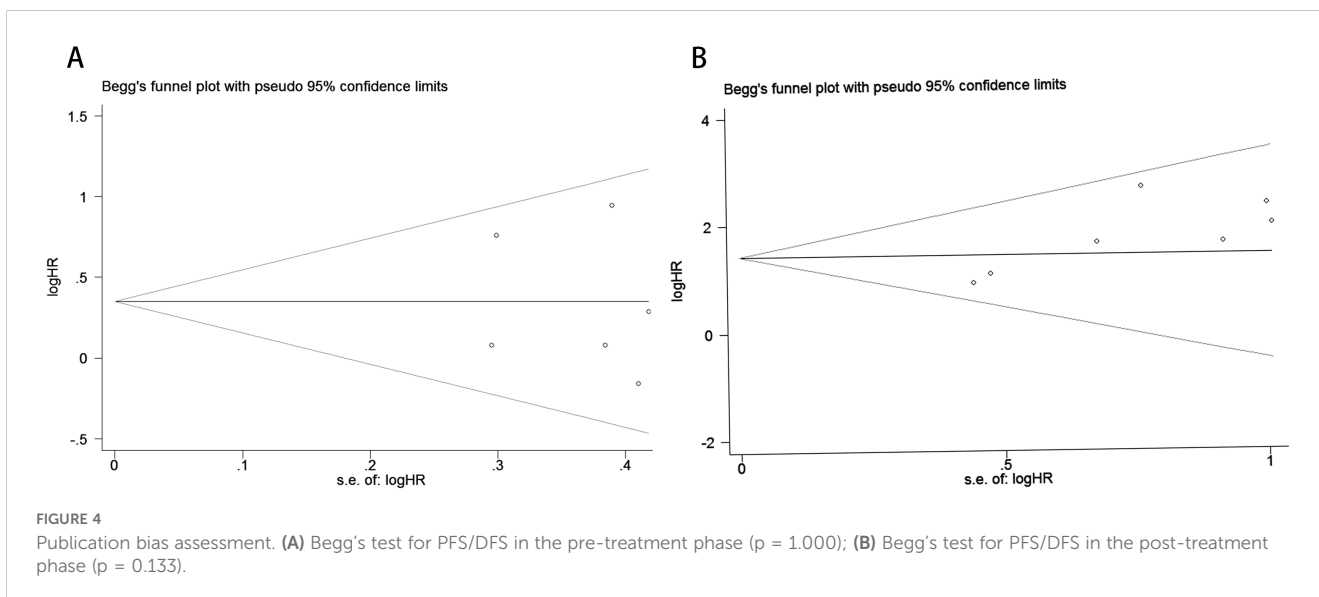 A
Begg's funnel plot with pseudo 95% confidence limits
1.5
1
.5
0
-.5
logHR
0 .1 .2 .3 .4
s.e. of: logHR
B
Begg's funnel plot with pseudo 95% confidence limits
4
2
0
-2
logHR
0 .5 1
s.e. of: logHR
FIGURE 4
Publication bias assessment. (A) Begg's test for PFS/DFS in the pre-treatment phase (p = 1.000); (B) Begg's test for PFS/DFS in the post-treatment
phase (p = 0.133).